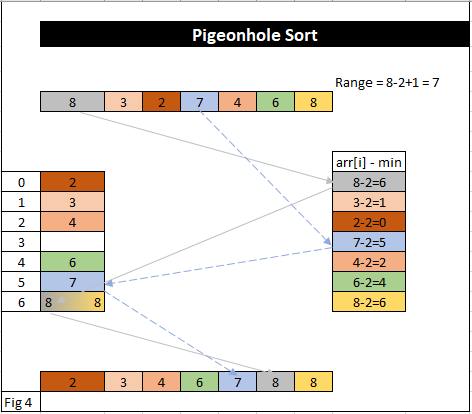 Pigeonhole Sort
Range = 8-2+1 = 7
8 3 2 7 4 6 8
arr[i] - min
8-2=6
3-2=1
2-2=0
7-2=5
4-2=2
6-2=4
8-2=6
0 2
1 3
2 4
3
4 6
5 7
6 8 8
2 3 4 6 7 8 8
Fig 4